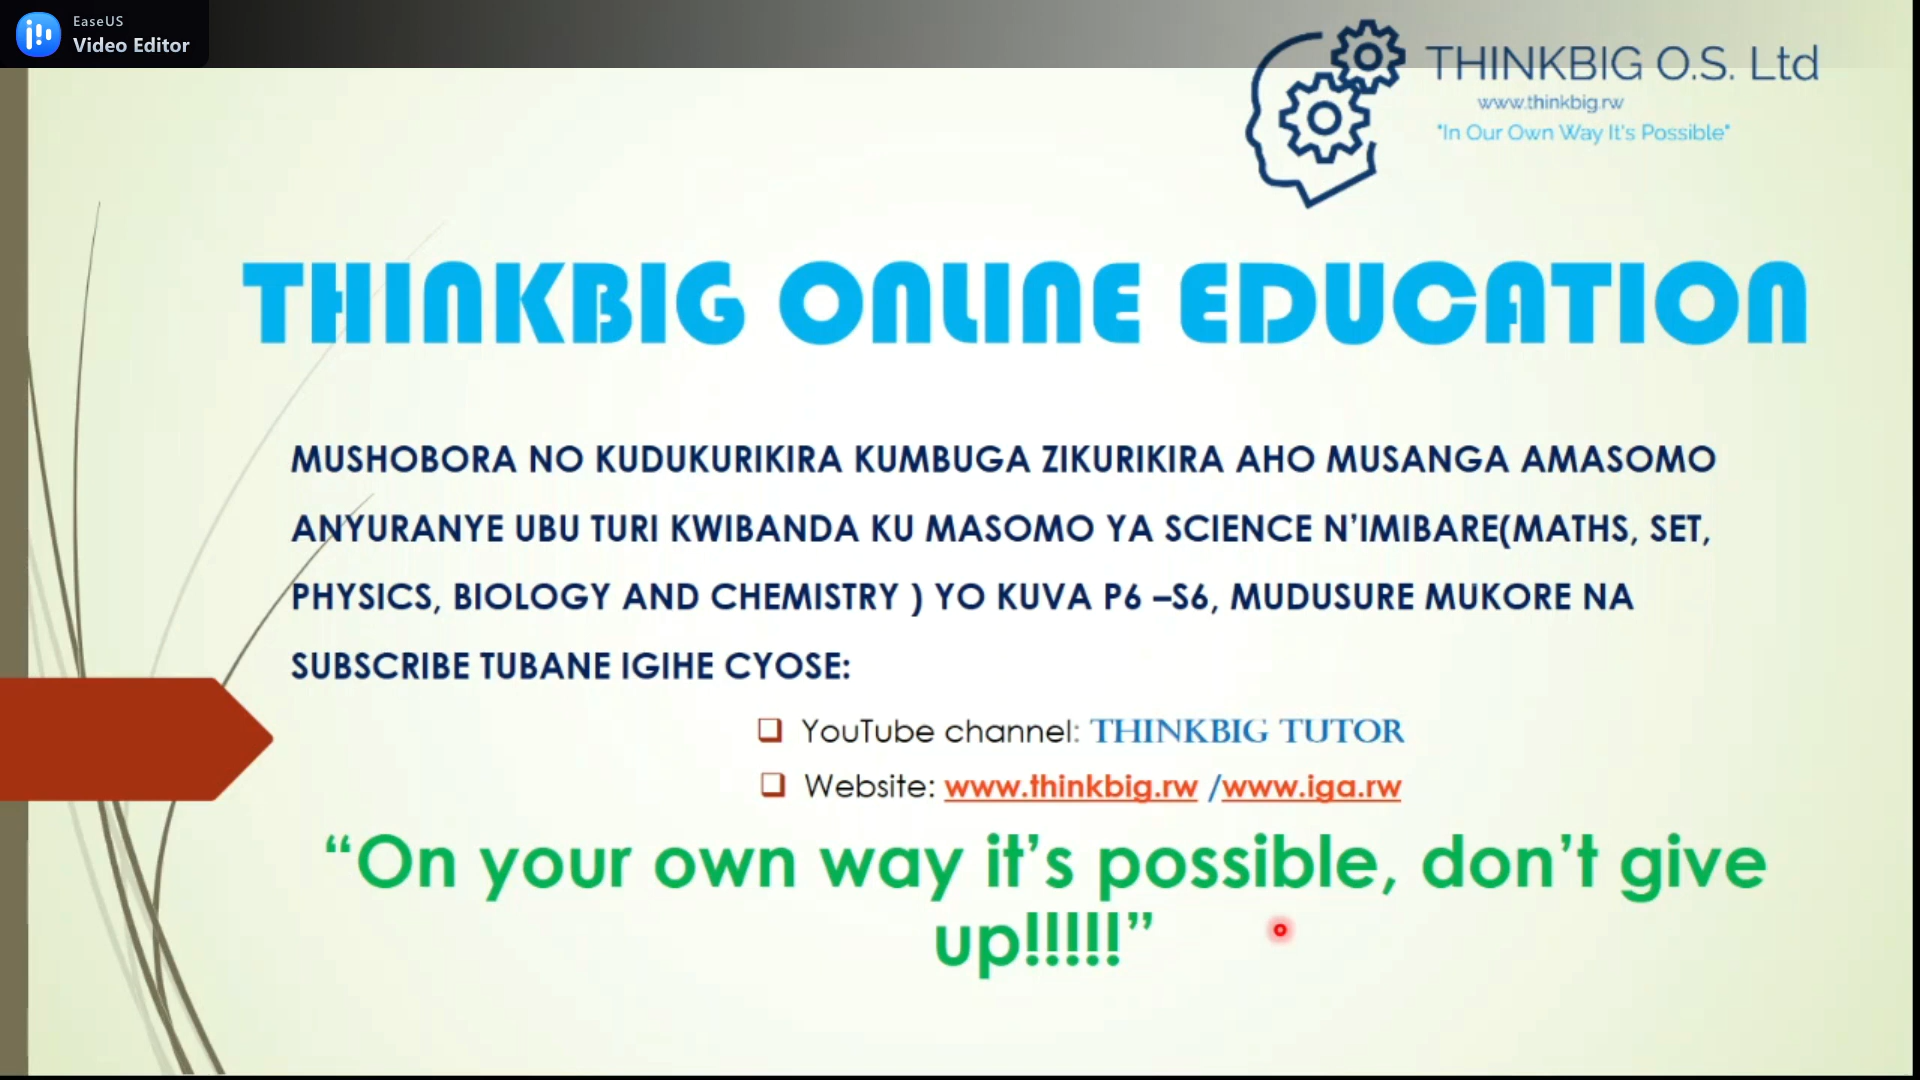 EaseUS
Video Editor
THINKBIG O.S. Ltd
www.thinkbig.rw
"In Our Own Way It's Possible"
THINKBIG ONLINE EDUCATION
MUSHOBORA NO KUDUKURIKIRA KUMBUGA ZIKURIKIRA AHO MUSANGA AMASOMO
ANYURANYE UBU TURI KWIBANDA KU MASOMO YA SCIENCE N’IMIBARE(MATHS, SET,
PHYSICS, BIOLOGY AND CHEMISTRY ) YO KUVA P6 –S6, MUDUSURE MUKORE NA
SUBSCRIBE TUBANE IGIHE CYOSE:
YouTube channel: THINKBIG TUTOR
Website: www.thinkbig.rw /www.iga.rw
“On your own way it’s possible, don’t give
up!!!!!”